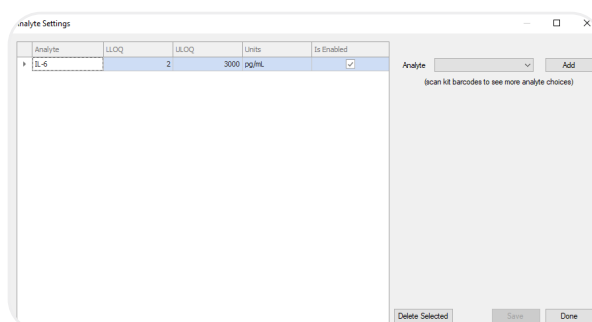 Analyte Settings
Analyte LLOQ ULOQ Units Is Enabled
IL-6 2 3000 pg/mL
Analyte Add
(scan kit barcodes to see more analyte choices)
Delete Selected Save Done